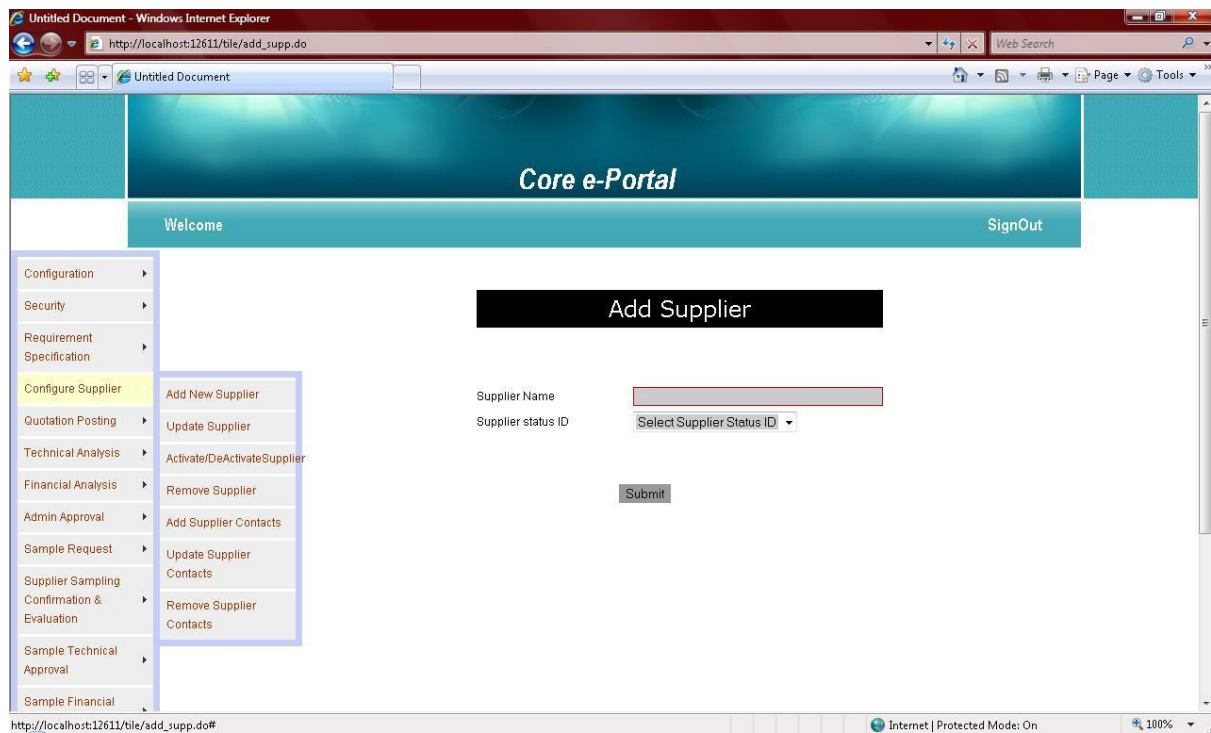 Untitled Document - Windows Internet Explorer
http://localhost:12611/tile/add_supp.do
Web Search
Untitled Document
Page
Tools
Core e-Portal
Welcome
SignOut
Configuration
Security
Requirement
Specification
Configure Supplier
Quotation Posting
Technical Analysis
Financial Analysis
Admin Approval
Sample Request
Supplier Sampling
Confirmation &
Evaluation
Sample Technical
Approval
Sample Financial
Add New Supplier
Update Supplier
Activate/DeActivateSupplier
Remove Supplier
Add Supplier Contacts
Update Supplier
Contacts
Remove Supplier
Contacts
Add Supplier
Supplier Name
Supplier status ID
Select Supplier Status ID
Submit
http://localhost:12611/tile/add_supp.do#
Internet | Protected Mode: On
100%